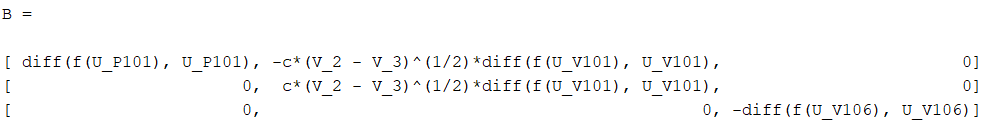 B =
[ diff(f(U_P101), U_P101), -c*(V_2 - V_3)^(1/2)*diff(f(U_V101), U_V101), 0]
[ 0, c*(V_2 - V_3)^(1/2)*diff(f(U_V101), U_V101), 0]
[ 0, 0, -diff(f(U_V106), U_V106)]